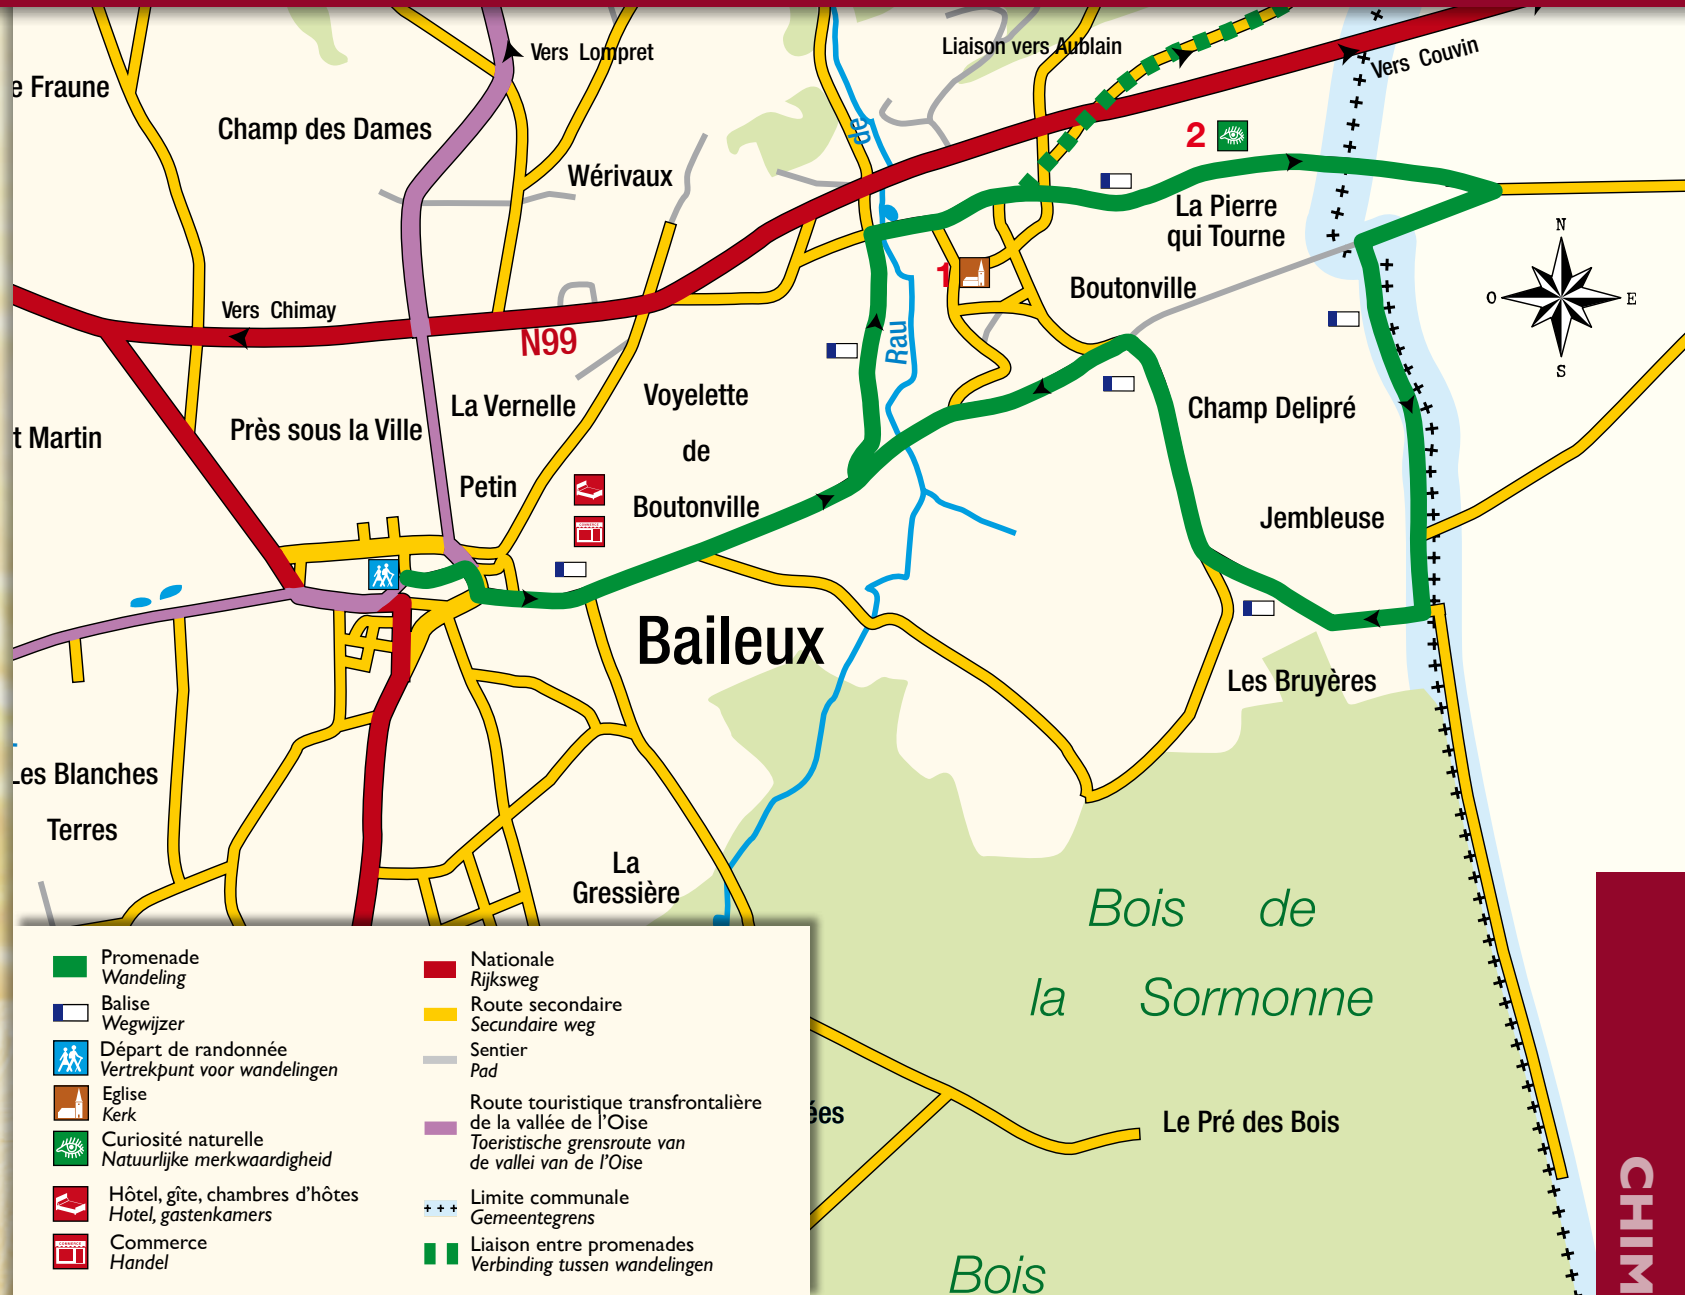 Vers Lompret
Liaison vers Aublain
Vers Couvin
e Fraune
Champ des Dames
de
2
Wérivaux
La Pierre
qui Tourne
N
O
E
S
1
Boutonville
Vers Chimay
N99
Rau
Voyelette
de
Boutonville
La Vernelle
Près sous la Ville
t Martin
Champ Delipré
Petin
COMMERCE
Jembleuse
Baileux
Les Bruyères
Les Blanches
Terres
La
Gressière
Bois de
la Sormonne
ées
Le Pré des Bois
Bois
CHIM
Promenade
Wandeling
Balise
Wegwijzer
Départ de randonnée
Vertrekpunt voor wandelingen
Eglise
Kerk
Curiosité naturelle
Natuurlijke merkwaardigheid
Hôtel, gîte, chambres d'hôtes
Hotel, gastenkamers
COMMERCE
Commerce
Handel
Nationale
Rijksweg
Route secondaire
Secundaire weg
Sentier
Pad
Route touristique transfrontalière
de la vallée de l'Oise
Toeristische grensroute van
de vallei van de l'Oise
Limite communale
Gemeentegrens
Liaison entre promenades
Verbinding tussen wandelingen